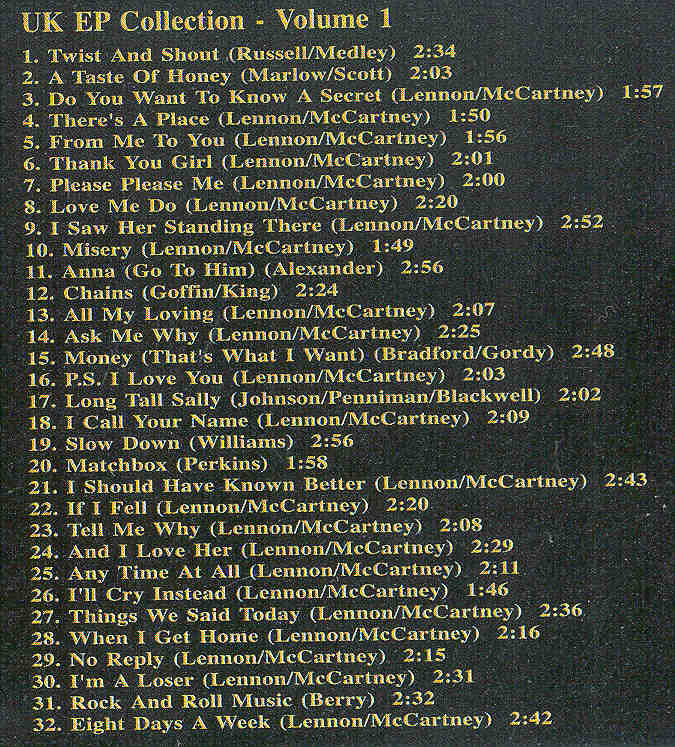 UK EP Collection - Volume 1
1. Twist And Shout (Russell/Medley) 2:34
2. A Taste Of Honey (Marlow/Scott) 2:03
3. Do You Want To Know A Secret (Lennon/McCartney) 1:57
4. There's A Place (Lennon/McCartney) 1:50
5. From Me To You (Lennon/McCartney) 1:56
6. Thank You Girl (Lennon/McCartney) 2:01
7. Please Please Me (Lennon/McCartney) 2:00
8. Love Me Do (Lennon/McCartney) 2:20
9. I Saw Her Standing There (Lennon/McCartney) 2:52
10. Misery (Lennon/McCartney) 1:49
11. Anna (Go To Him) (Alexander) 2:56
12. Chains (Goffin/King) 2:24
13. All My Loving (Lennon/McCartney) 2:07
14. Ask Me Why (Lennon/McCartney) 2:25
15. Money (That's What I Want) (Bradford/Gordy) 2:48
16. P.S. I Love You (Lennon/McCartney) 2:03
17. Long Tall Sally (Johnson/Penniman/Blackwell) 2:02
18. I Call Your Name (Lennon/McCartney) 2:09
19. Slow Down (Williams) 2:56
20. Matchbox (Perkins) 1:58
21. I Should Have Known Better (Lennon/McCartney) 2:43
22. If I Fell (Lennon/McCartney) 2:20
23. Tell Me Why (Lennon/McCartney) 2:08
24. And I Love Her (Lennon/McCartney) 2:29
25. Any Time At All (Lennon/McCartney) 2:11
26. I'll Cry Instead (Lennon/McCartney) 1:46
27. Things We Said Today (Lennon/McCartney) 2:36
28. When I Get Home (Lennon/McCartney) 2:16
29. No Reply (Lennon/McCartney) 2:15
30. I'm A Loser (Lennon/McCartney) 2:31
31. Rock And Roll Music (Berry) 2:32
32. Eight Days A Week (Lennon/McCartney) 2:42